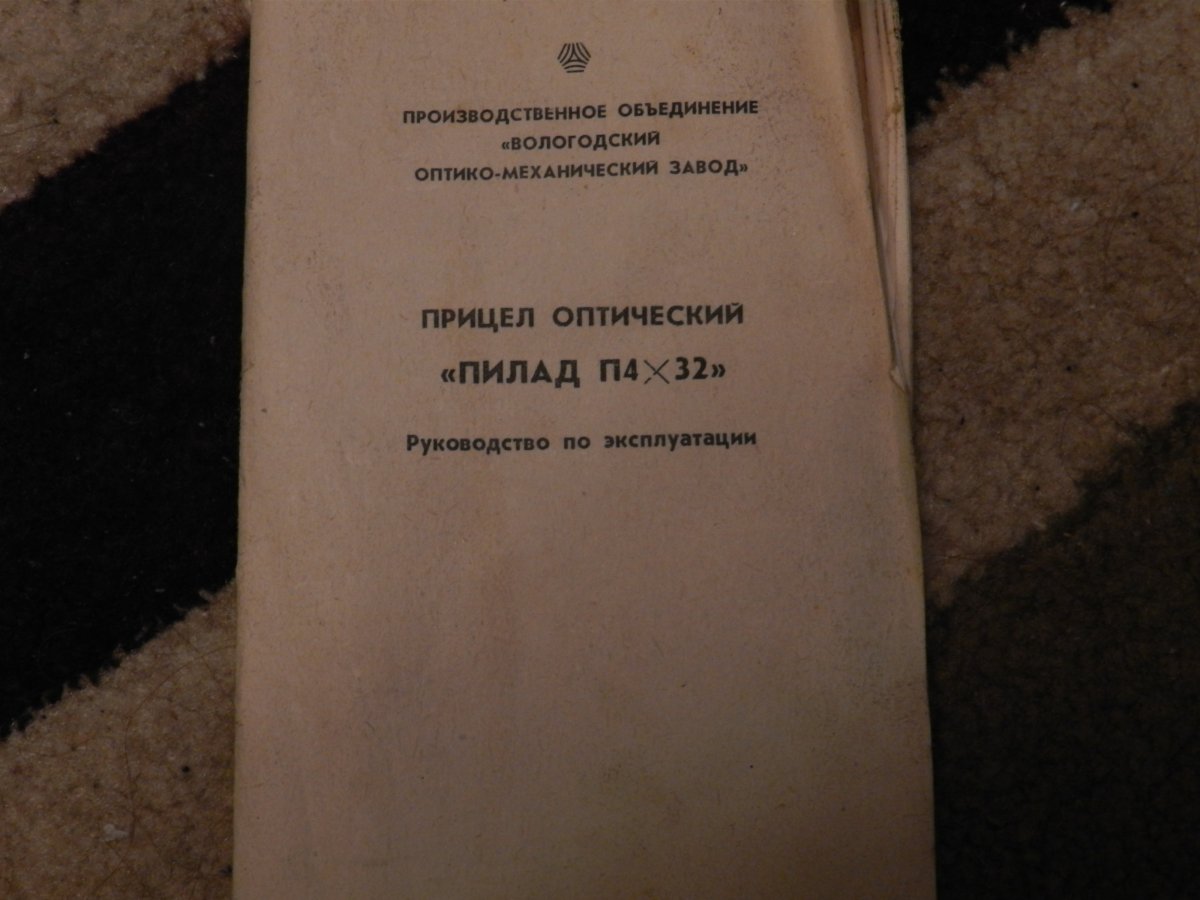 ПРОИЗВОДСТВЕННОЕ ОБЪЕДИНЕНИЕ
«ВОЛОГОДСКИЙ
ОПТИКО-МЕХАНИЧЕСКИЙ ЗАВОД»
ПРИЦЕЛ ОПТИЧЕСКИЙ
«ПИЛАД П4×32»
Руководство по эксплуатации